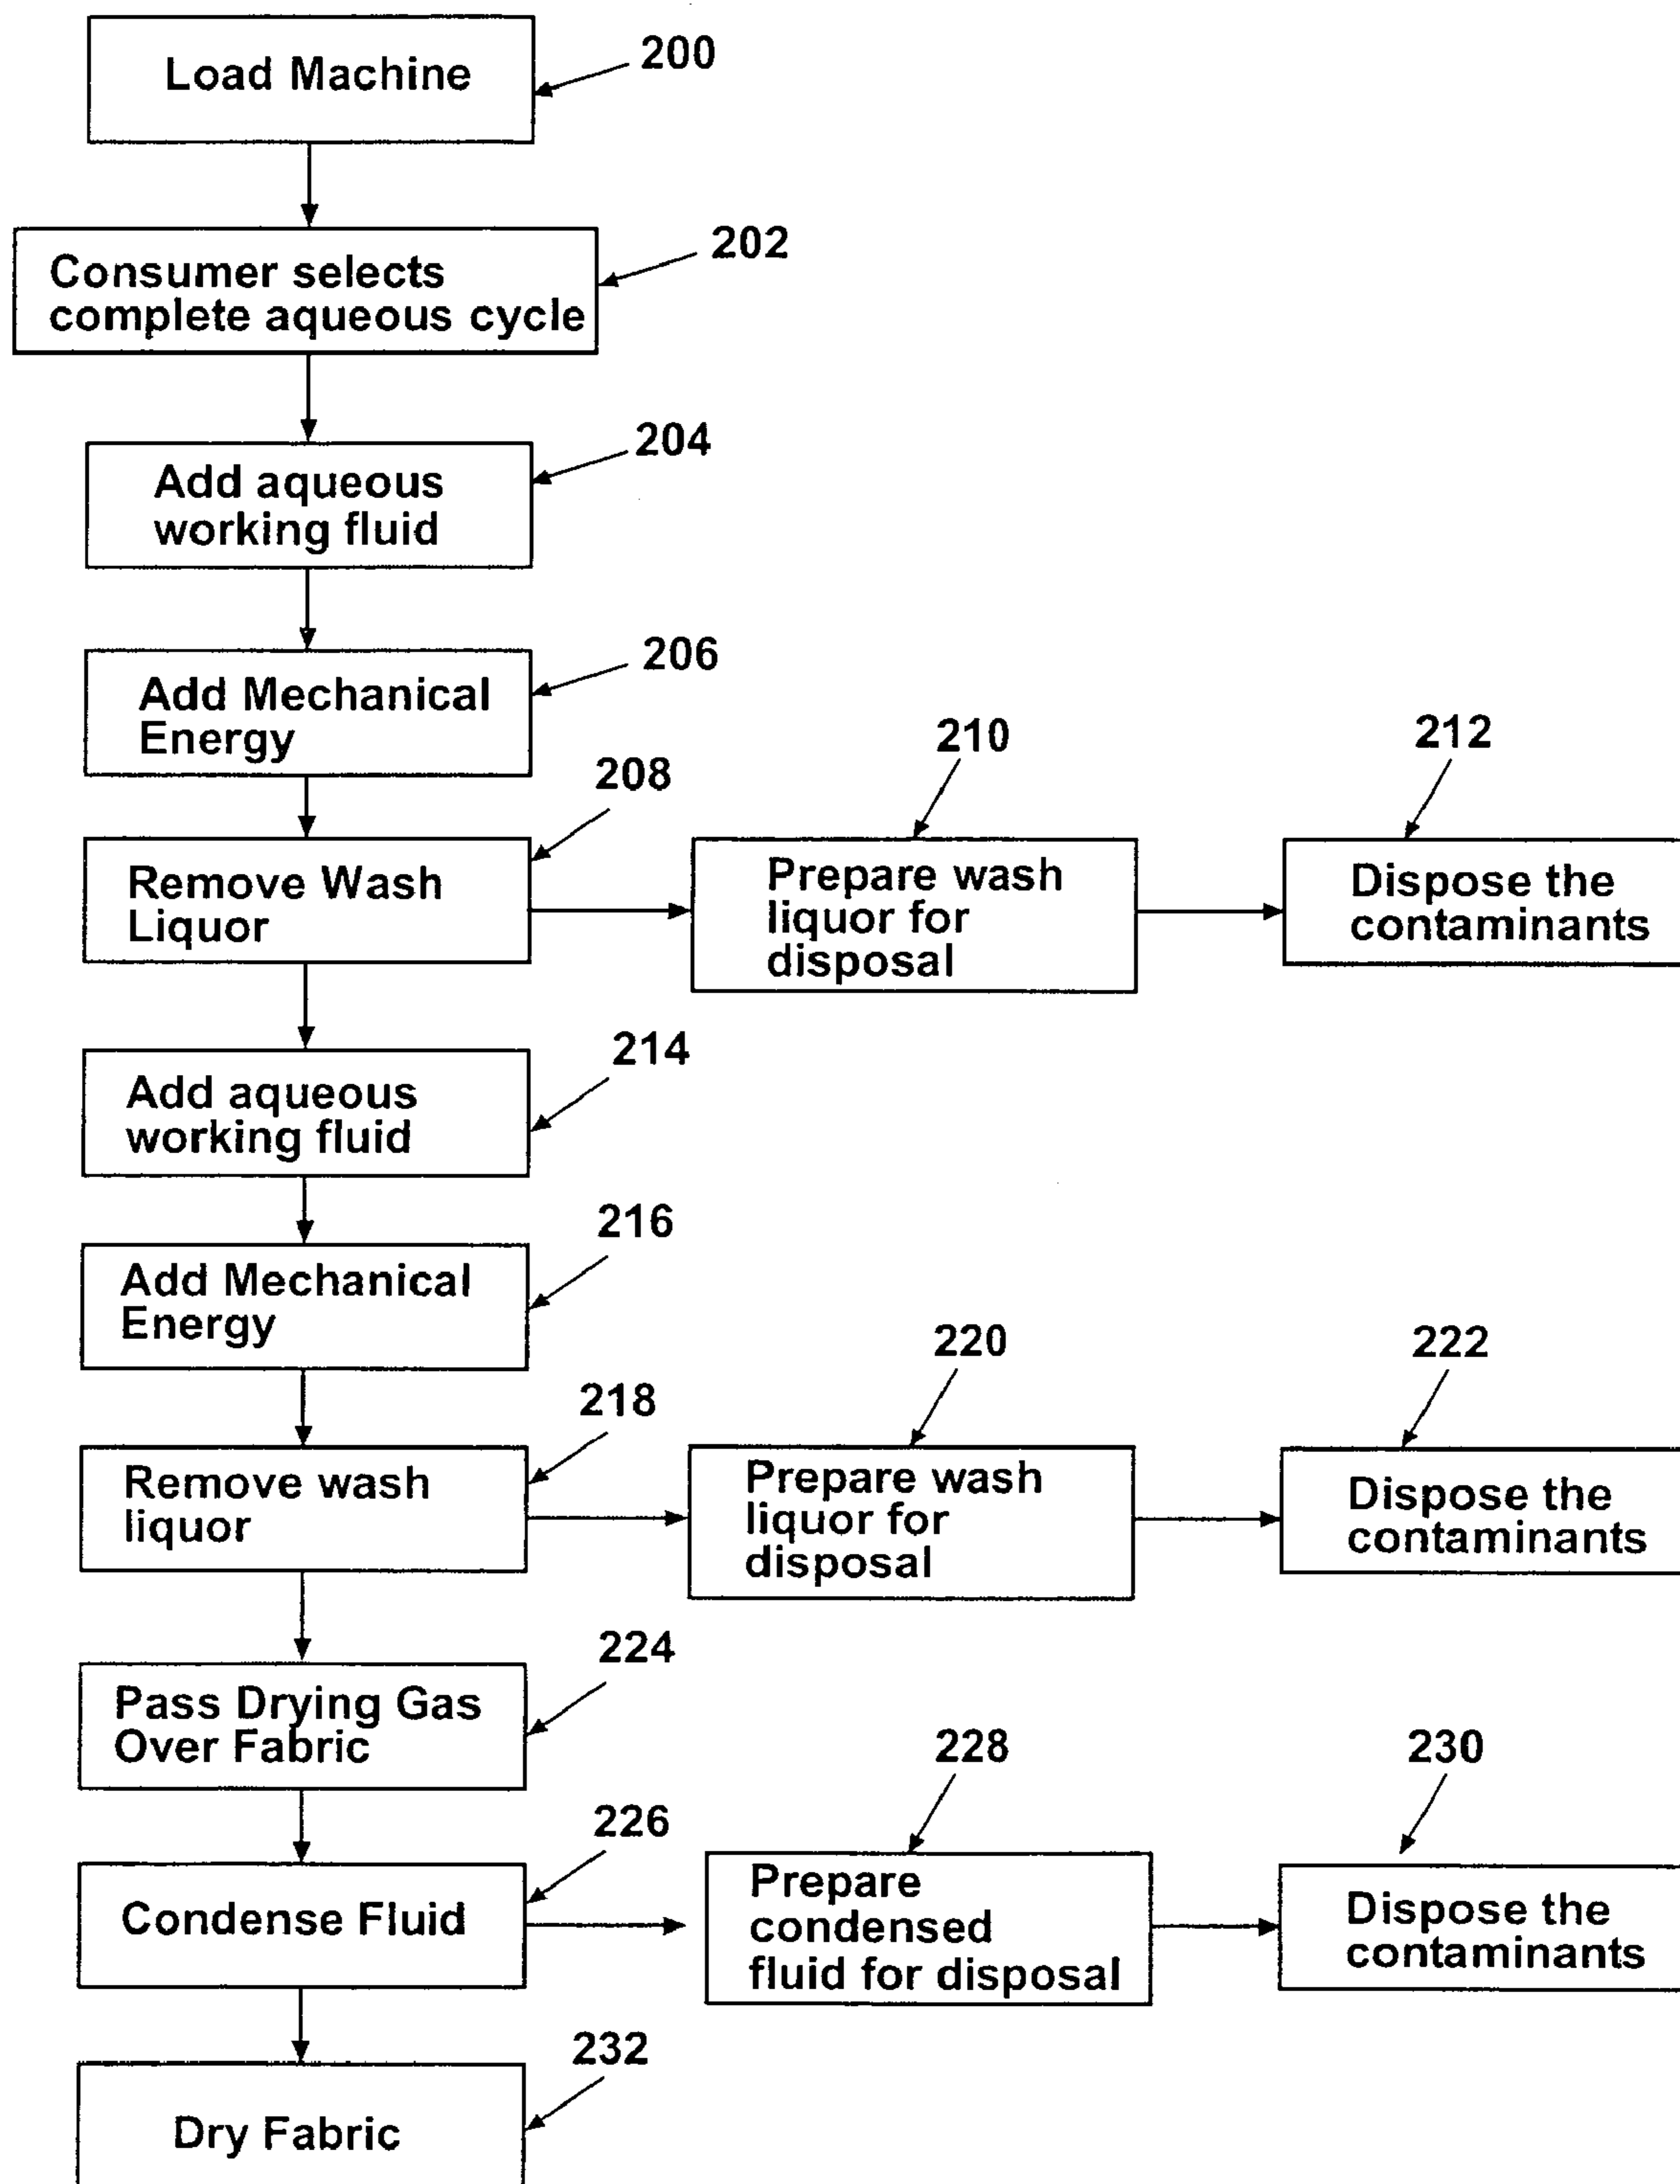 Load Machine
200
Consumer selects
complete aqueous cycle
202
Add aqueous
working fluid
204
Add Mechanical
Energy
206
Remove Wash
Liquor
208
Prepare wash
liquor for
disposal
210
Dispose the
contaminants
212
Add aqueous
working fluid
214
Add Mechanical
Energy
216
Remove wash
liquor
218
Prepare wash
liquor for
disposal
220
Dispose the
contaminants
222
Pass Drying Gas
Over Fabric
224
Condense Fluid
226
Prepare
condensed
fluid for disposal
228
Dispose the
contaminants
230
Dry Fabric
232